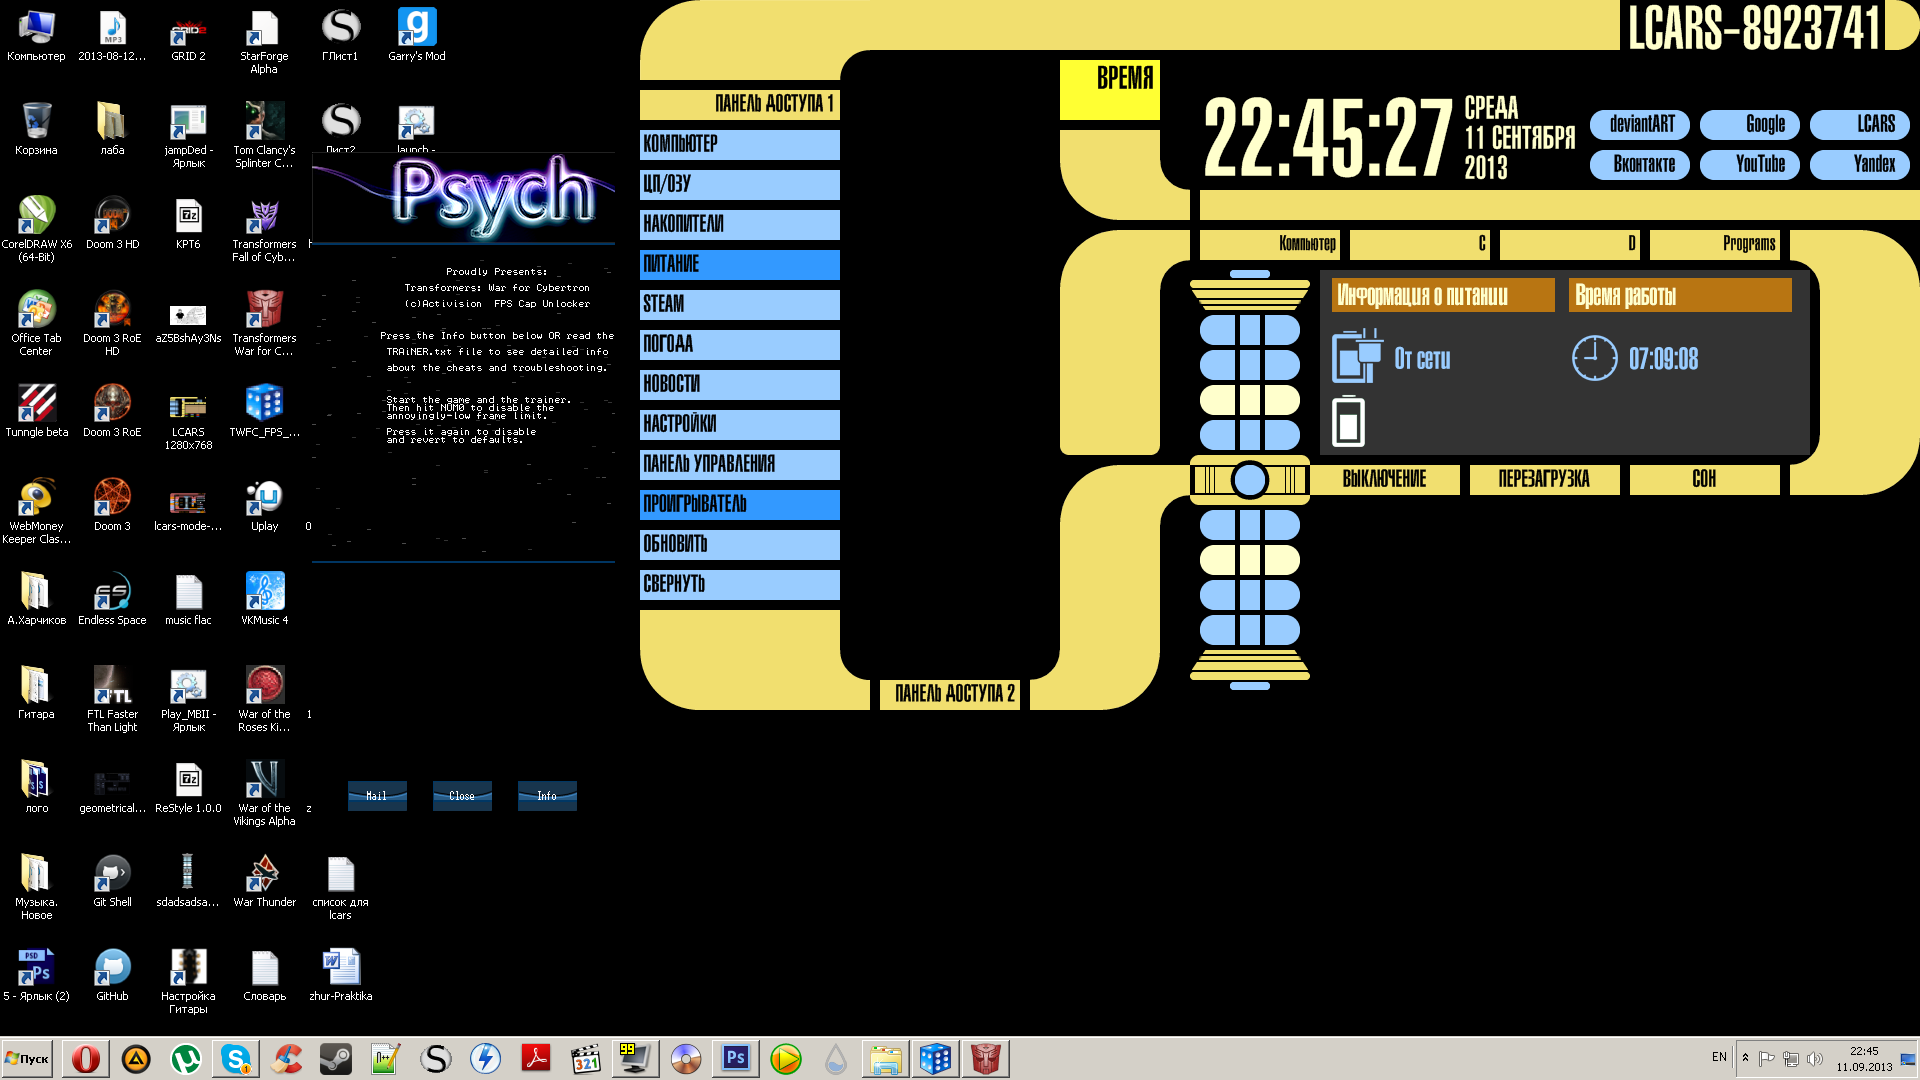 Компьютер
2013-08-12...
GRID 2
StarForge
Alpha
ГЛист1
Garry's Mod
Корзина
лаба
jampDed -
Ярлык
Tom Clancy's
Splinter C...
Лист2
launch -
CorelDRAW X6
(64-Bit)
Doom 3 HD
КРТ6
Transformers
Fall of Cyb...
Office Tab
Center
Doom 3 RoE
HD
aZ5BshAy3Ns
Transformers
War for C...
Tunngle beta
Doom 3 RoE
LCARS
1280x768
TWFC_FPS_...
WebMoney
Keeper Clas...
Doom 3
lcars-mode-...
Uplay
0
А.Харчиков
Endless Space
music flac
VKMusic 4
Гитара
FTL Faster
Than Light
Play_MBII -
Ярлык
War of the
Roses Ki...
1
лого
geometrical...
ReStyle 1.0.0
War of the
Vikings Alpha
z
Музыка.
Новое
Git Shell
sdadsadsa...
War Thunder
список для
lcars
5 - Ярлык (2)
GitHub
Настройка
Гитары
Словарь
zhur-Praktika
Psych
Proudly Presents:
Transformers: War for Cybertron
(c)Activision FPS Cap Unlocker
Press the Info button below OR read the
TRAiNER.txt file to see detailed info
about the cheats and troubleshooting.
Start the game and the trainer.
Then hit NUM0 to disable the
annoyingly-low frame limit.
Press it again to disable
and revert to defaults.
Mail
Close
Info
ПАНЕЛЬ ДОСТУПА 1
КОМПЬЮТЕР
ЦП/ОЗУ
НАКОПИТЕЛИ
ПИТАНИЕ
STEAM
ПОГОДА
НОВОСТИ
НАСТРОЙКИ
ПАНЕЛЬ УПРАВЛЕНИЯ
ПРОИГРЫВАТЕЛЬ
ОБНОВИТЬ
СВЕРНУТЬ
ПАНЕЛЬ ДОСТУПА 2
LCARS-8923741
ВРЕМЯ
22:45:27
СРЕДА
11 СЕНТЯБРЯ
2013
deviantART
Google
LCARS
Вконтакте
YouTube
Yandex
Компьютер
C
D
Programs
Информация о питании
Время работы
От сети
07:09:08
ВЫКЛЮЧЕНИЕ
ПЕРЕЗАГРУЗКА
СОН
Пуск
EN
22:45
11.09.2013